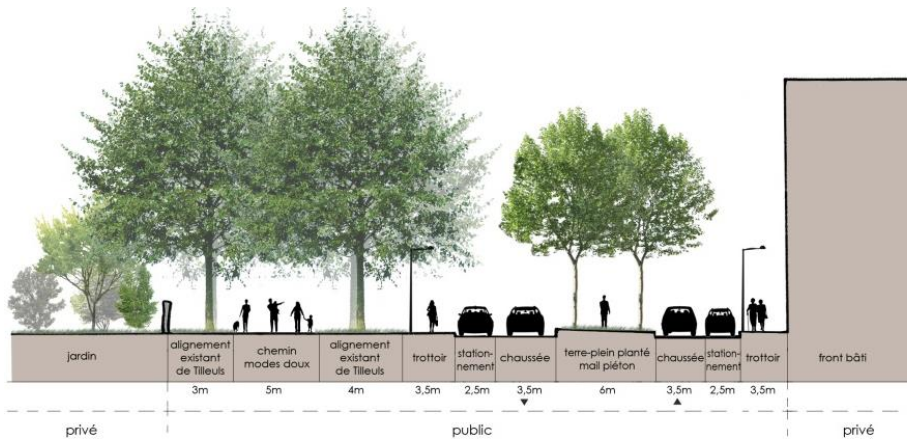 jardin
alignement
existant
de Tilleuls
chemin
modes doux
alignement
existant
de Tilleuls
trottoir
station-
nement
chaussée
terre-plein planté
mail piéton
chaussée
station-
nement
trottoir
front bâti
3m
5m
4m
3,5m
2,5m
3,5m
6m
3,5m
2,5m
3,5m
privé
public
privé